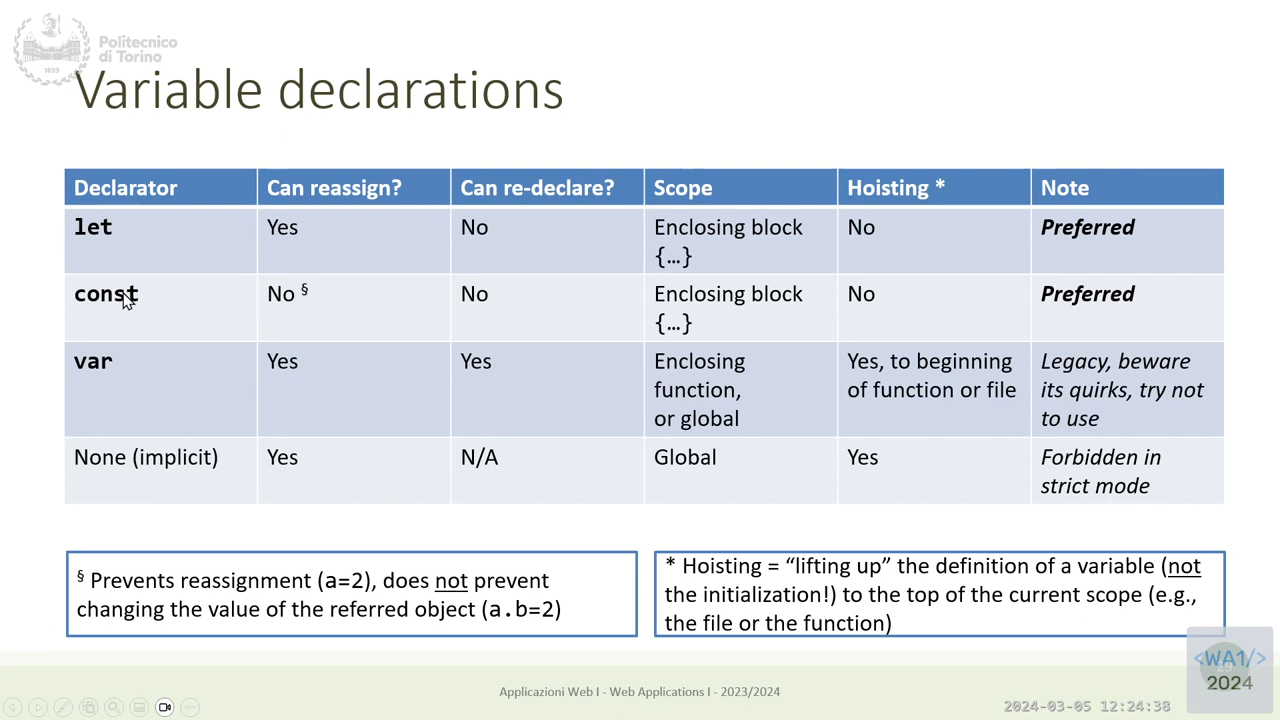 Politecnico
di Torino
1859
Variable declarations
Declarator Can reassign? Can re-declare? Scope Hoisting * Note
let Yes No Enclosing block No Preferred
{…}
const No § No Enclosing block No Preferred
{…}
var Yes Yes Enclosing Yes, to beginning Legacy, beware
function, of function or file its quirks, try not
or global to use
None (implicit) Yes N/A Global Yes Forbidden in
strict mode
§ Prevents reassignment (a=2), does not prevent
changing the value of the referred object (a.b=2)
* Hoisting = “lifting up” the definition of a variable (not
the initialization!) to the top of the current scope (e.g.,
the file or the function)
<WA1/>
2024
Applicazioni Web I - Web Applications I - 2023/2024
2024-03-05 12:24:38